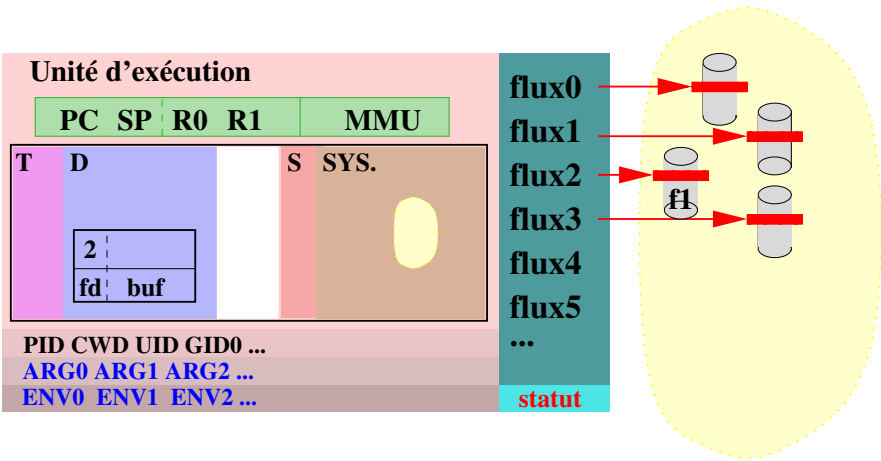 Unité d'exécution
PC SP R0 R1 MMU
T D S SYS.
2
fd buf
PID CWD UID GID0 ...
ARG0 ARG1 ARG2 ...
ENV0 ENV1 ENV2 ...
flux0
flux1
flux2
flux3
flux4
flux5
...
statut
f1